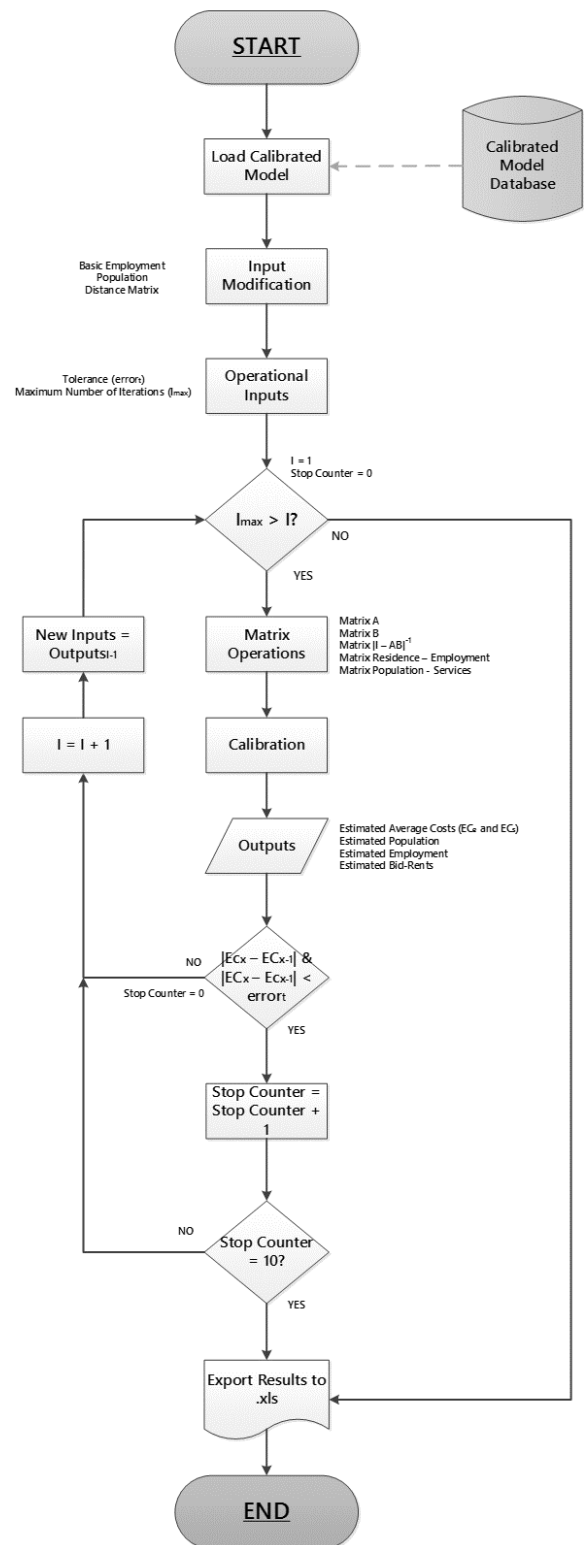 START
Load Calibrated
Model
Calibrated
Model
Database
Basic Employment
Population
Distance Matrix
Input
Modification
Tolerance (errort)
Maximum Number of Iterations (Imax)
Operational
Inputs
I = 1
Stop Counter = 0
Imax > I?
NO
YES
New Inputs =
OutputsI-1
Matrix
Operations
Matrix A
Matrix B
Matrix |I – AB|-1
Matrix Residence – Employment
Matrix Population - Services
I = I + 1
Calibration
Outputs
Estimated Average Costs (ECe and ECs)
Estimated Population
Estimated Employment
Estimated Bid-Rents
|ECx – ECx-1| &
|ECx – ECx-1| <
errort
NO
Stop Counter = 0
YES
Stop Counter =
Stop Counter +
1
NO
Stop Counter
= 10?
YES
Export Results to
.xls
END